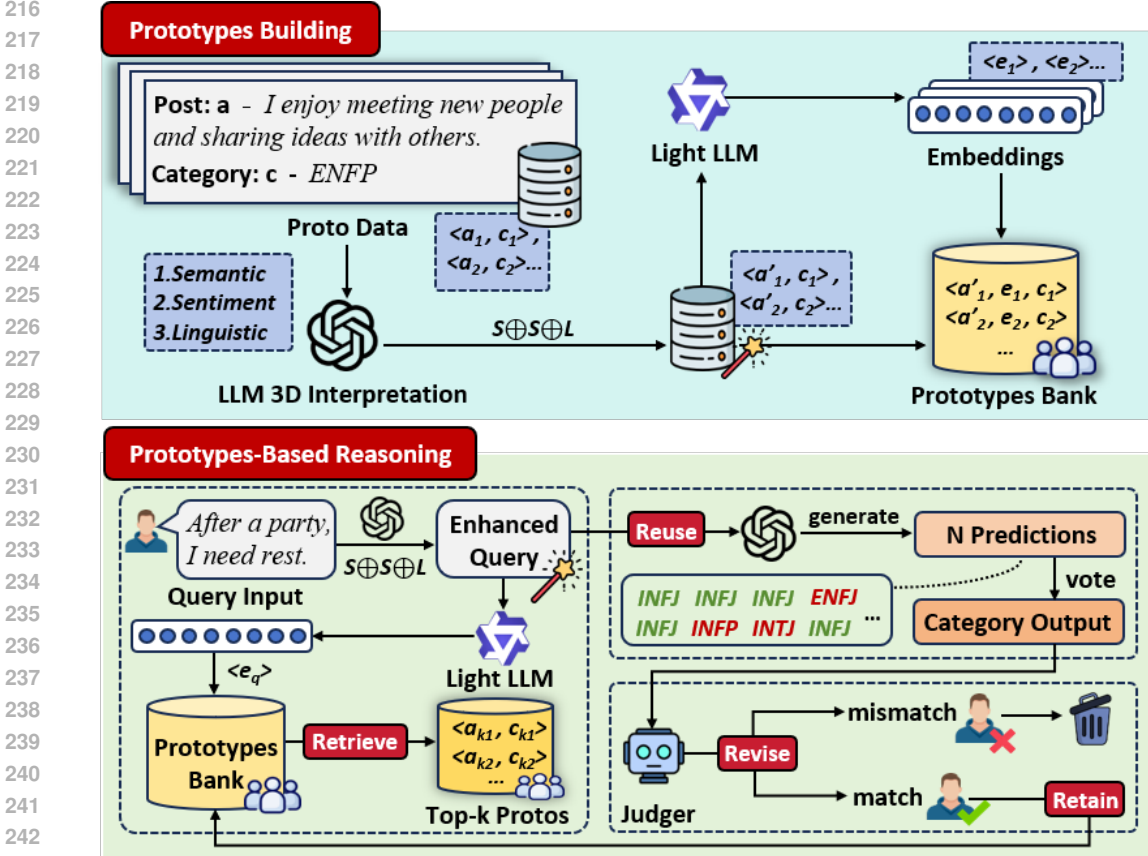 216
217
218
219
220
221
222
223
224
225
226
227
228
229
230
231
232
233
234
235
236
237
238
239
240
241
242
Prototypes Building
Post: a - I enjoy meeting new people
and sharing ideas with others.
Category: c - ENFP
Proto Data
<a1, c1> ,
<a2, c2>...
1.Semantic
2.Sentiment
3.Linguistic
LLM 3D Interpretation
S⊕S⊕L
Light LLM
<e1> , <e2>...
Embeddings
<a'1, c1> ,
<a'2, c2>...
<a'1, e1, c1>
<a'2, e2, c2>
...
Prototypes Bank
Prototypes-Based Reasoning
After a party,
I need rest.
Query Input
S⊕S⊕L
Enhanced
Query
Light LLM
<eq>
Prototypes
Bank
Retrieve
<ak1, ck1>
<ak2, ck2>
...
Top-k Protos
Reuse
generate
N Predictions
vote
INFJ INFJ INFJ ENFJ
INFJ INFP INTJ INFJ ...
Category Output
Judger
Revise
mismatch
match
Retain